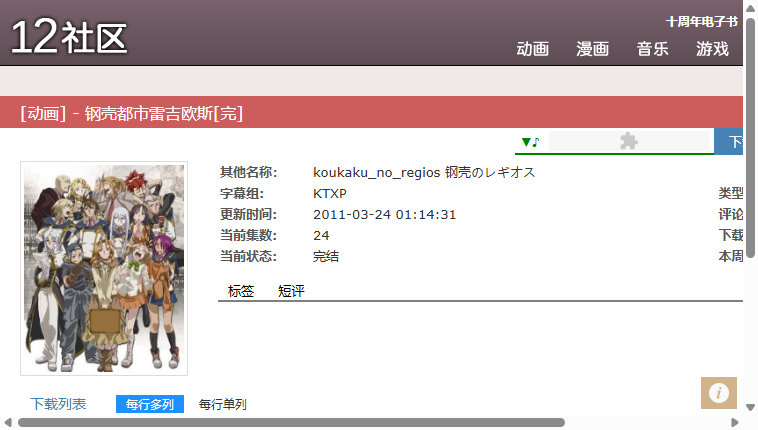 12社区
十周年电子书
动画 漫画 音乐 游戏
[动画] - 钢壳都市雷吉欧斯[完]
▼♪
下
其他名称: koukaku_no_regios 钢壳のレギオス
字幕组: KTXP 类型
更新时间: 2011-03-24 01:14:31 评论
当前集数: 24 下载
当前状态: 完结 本周
标签 短评
下载列表 每行多列 每行单列